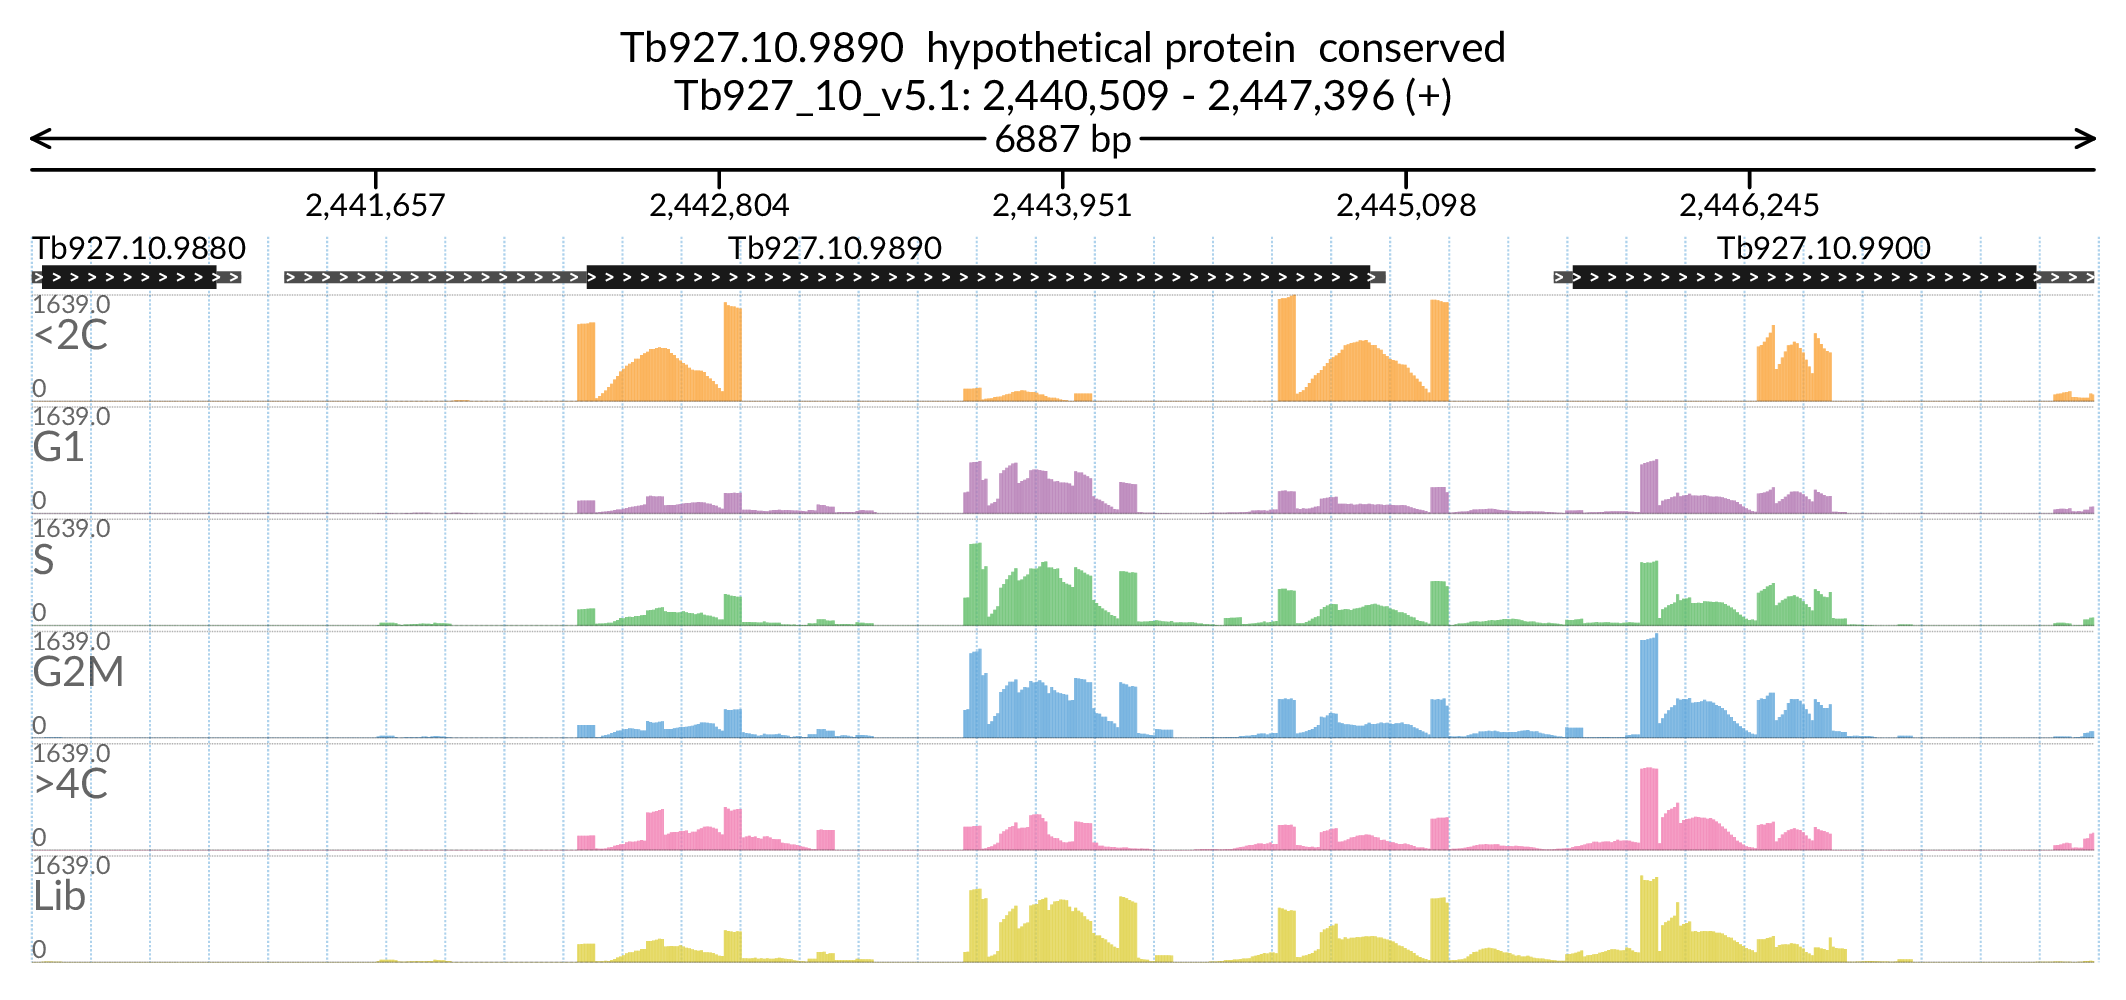 Tb927.10.9890 hypothetical protein conserved
Tb927_10_v5.1: 2,440,509 - 2,447,396 (+)
6887 bp
2,441,657 2,442,804 2,443,951 2,445,098 2,446,245
Tb927.10.9880 Tb927.10.9890 Tb927.10.9900
1639.0
<2C
0
1639.0
G1
0
1639.0
S
0
1639.0
G2M
0
1639.0
>4C
0
1639.0
Lib
0